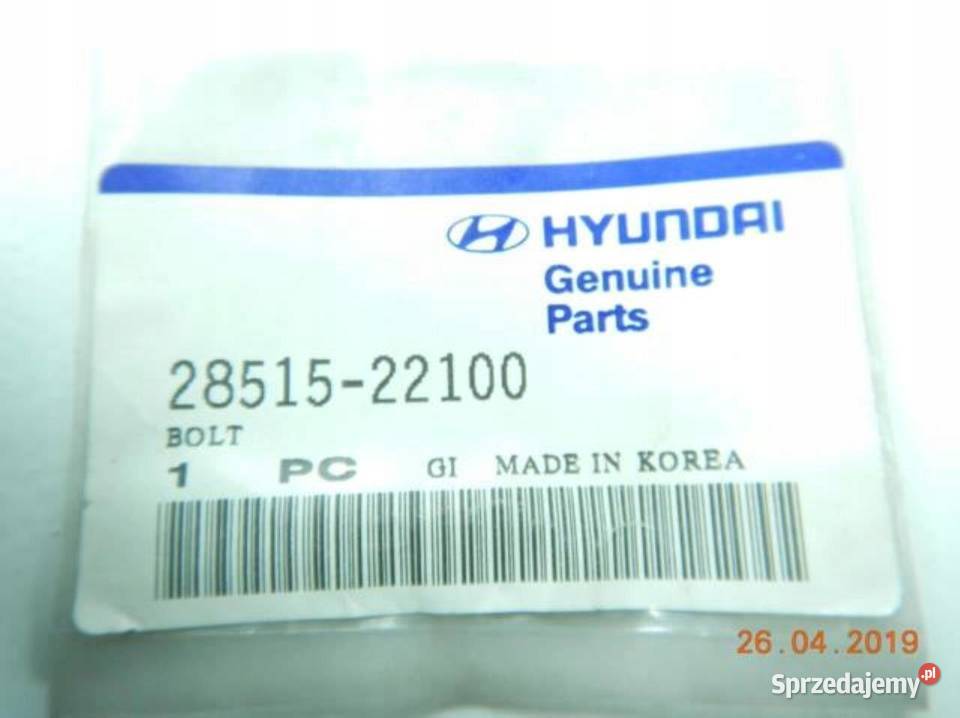 HYUNDAI
Genuine
Parts
28515-22100
BOLT
1 PC GI MADE IN KOREA
26.04.2019
Sprzedajemy.pl